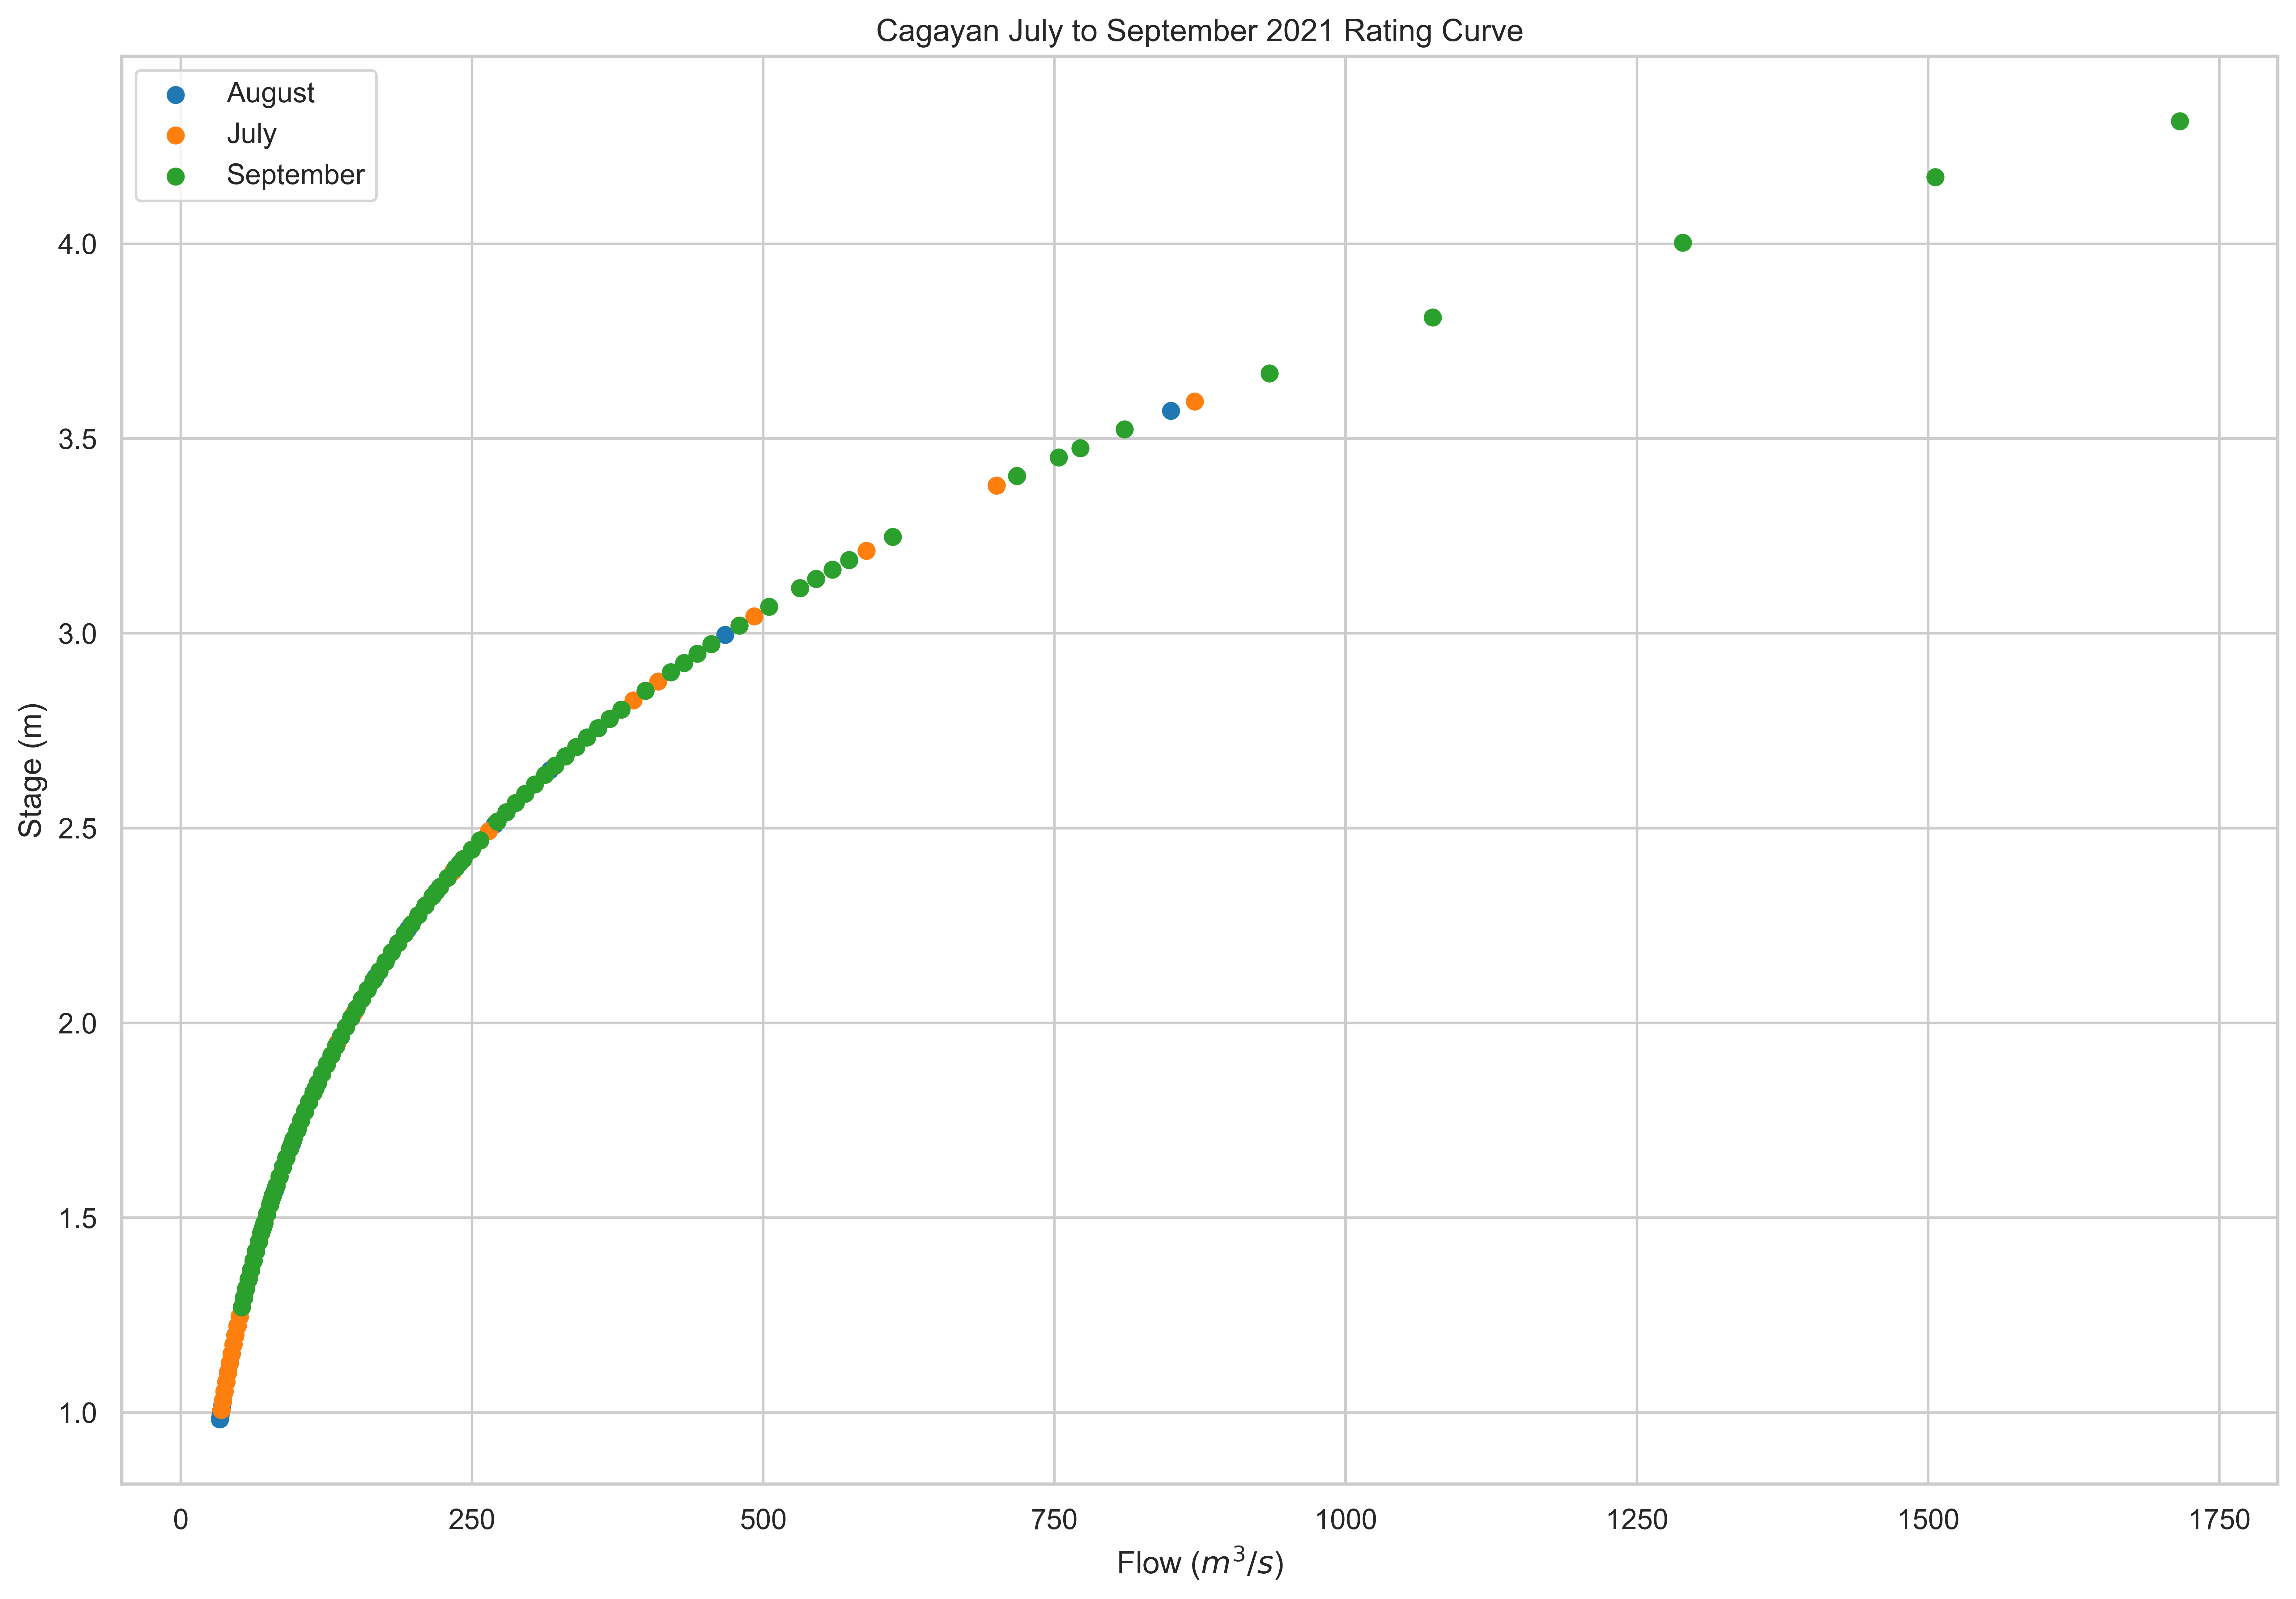 Cagayan July to September 2021 Rating Curve
August
July
September
4.0
3.5
3.0
2.5
2.0
1.5
1.0
Stage (m)
0 250 500 750 1000 1250 1500 1750
Flow (m³/s)